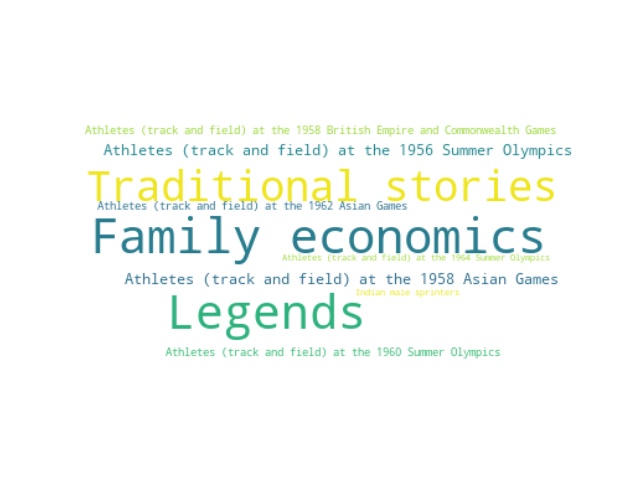 Athletes (track and field) at the 1958 British Empire and Commonwealth Games
Athletes (track and field) at the 1956 Summer Olympics
Traditional stories
Athletes (track and field) at the 1962 Asian Games
Family economics
Athletes (track and field) at the 1964 Summer Olympics
Athletes (track and field) at the 1958 Asian Games
Indian male sprinters
Legends
Athletes (track and field) at the 1960 Summer Olympics